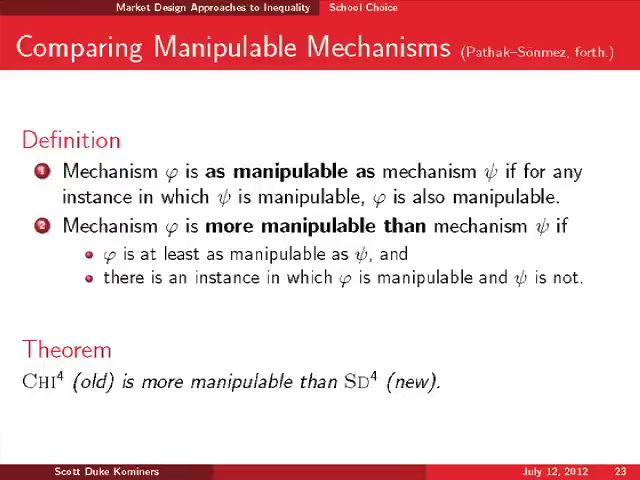 Market Design Approaches to Inequality School Choice
Comparing Manipulable Mechanisms (Pathak–Sönmez, forth.)
Definition
1 Mechanism φ is as manipulable as mechanism ψ if for any
instance in which ψ is manipulable, φ is also manipulable.
2 Mechanism φ is more manipulable than mechanism ψ if
φ is at least as manipulable as ψ, and
there is an instance in which φ is manipulable and ψ is not.
Theorem
CHI⁴ (old) is more manipulable than SD⁴ (new).
Scott Duke Kominers July 12, 2012 23